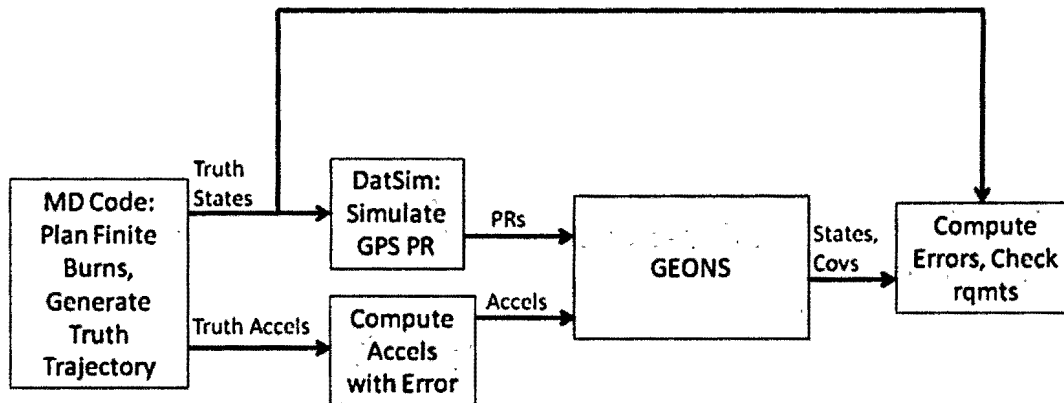 MD Code:
Plan Finite
Burns,
Generate
Truth
Trajectory
Truth
States
Truth Accels
DatSim:
Simulate
GPS PR
Compute
Accels
with Error
PRs
Accels
GEONS
States,
Covs
Compute
Errors, Check
rqmts